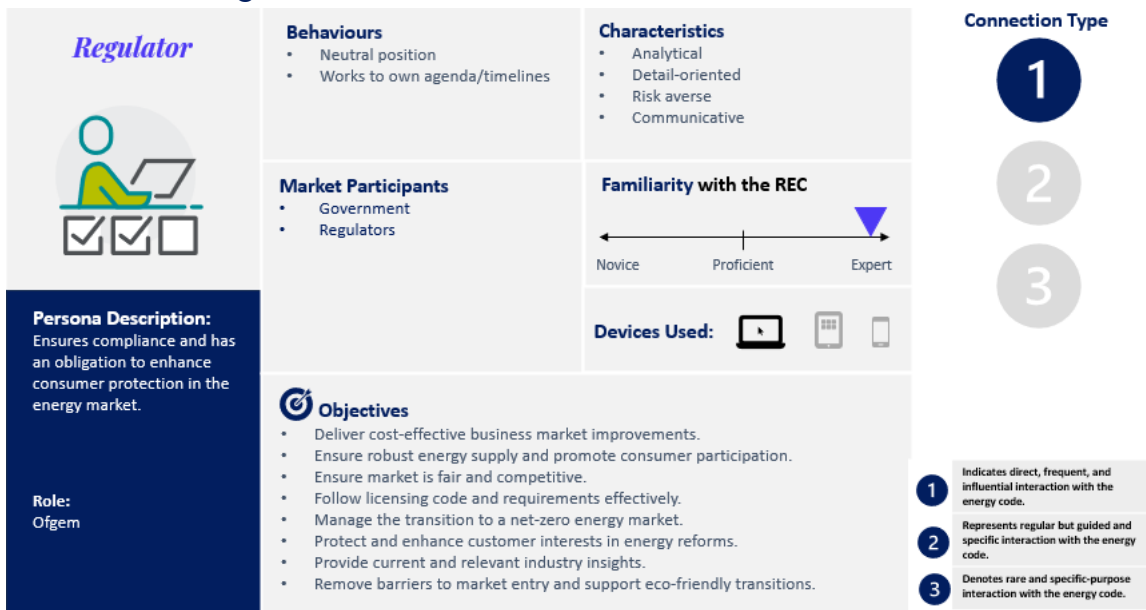 Regulator
Persona Description:
Ensures compliance and has
an obligation to enhance
consumer protection in the
energy market.
Role:
Ofgem
Behaviours
• Neutral position
• Works to own agenda/timelines
Characteristics
• Analytical
• Detail-oriented
• Risk averse
• Communicative
Market Participants
• Government
• Regulators
Familiarity with the REC
Novice Proficient Expert
Devices Used:
Objectives
• Deliver cost-effective business market improvements.
• Ensure robust energy supply and promote consumer participation.
• Ensure market is fair and competitive.
• Follow licensing code and requirements effectively.
• Manage the transition to a net-zero energy market.
• Protect and enhance customer interests in energy reforms.
• Provide current and relevant industry insights.
• Remove barriers to market entry and support eco-friendly transitions.
Connection Type
1
2
3
1 Indicates direct, frequent, and
influential interaction with the
energy code.
2 Represents regular but guided and
specific interaction with the energy
code.
3 Denotes rare and specific-purpose
interaction with the energy code.